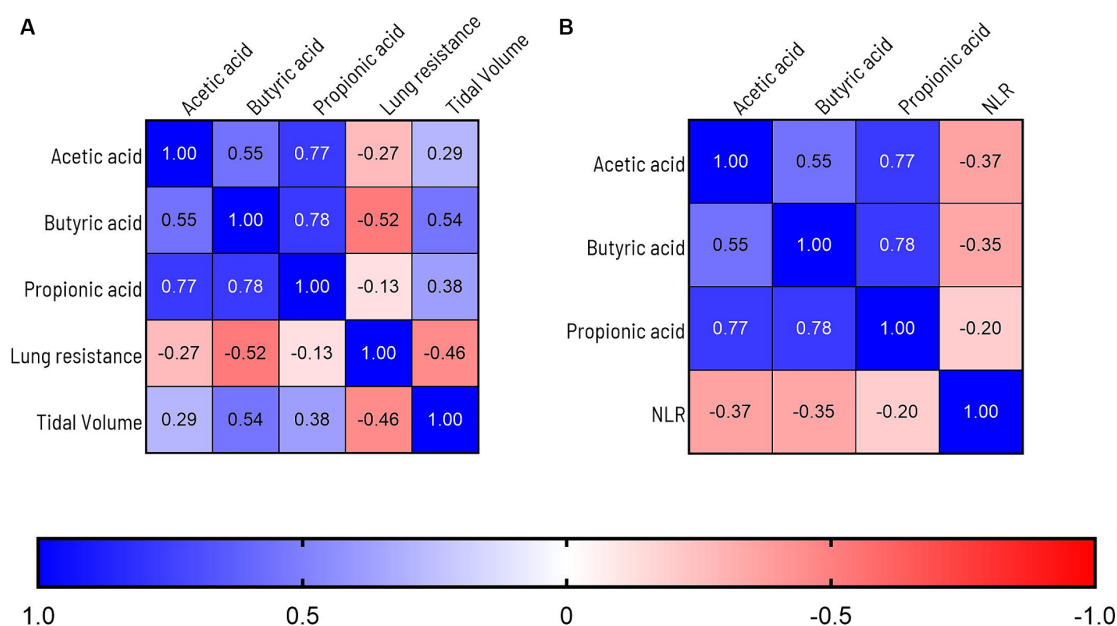 A
Acetic acid Butyric acid Propionic acid Lung resistance Tidal Volume
Acetic acid 1.00 0.55 0.77 -0.27 0.29
Butyric acid 0.55 1.00 0.78 -0.52 0.54
Propionic acid 0.77 0.78 1.00 -0.13 0.38
Lung resistance -0.27 -0.52 -0.13 1.00 -0.46
Tidal Volume 0.29 0.54 0.38 -0.46 1.00
B
Acetic acid Butyric acid Propionic acid NLR
Acetic acid 1.00 0.55 0.77 -0.37
Butyric acid 0.55 1.00 0.78 -0.35
Propionic acid 0.77 0.78 1.00 -0.20
NLR -0.37 -0.35 -0.20 1.00
1.0 0.5 0 -0.5 -1.0